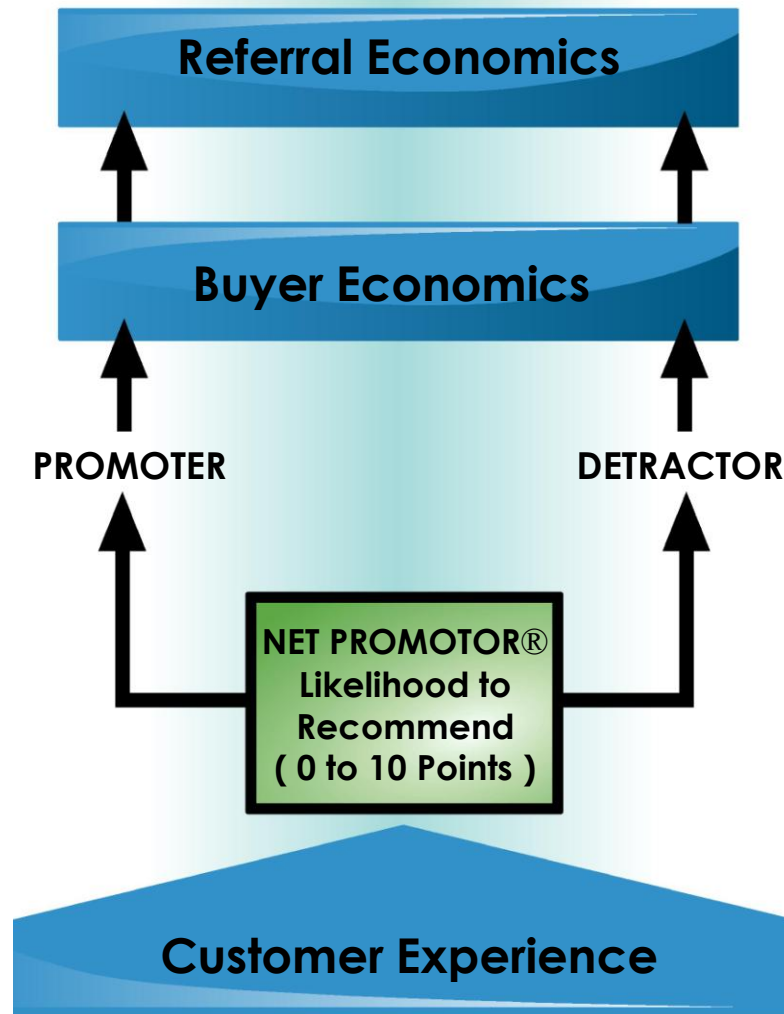 Referral Economics
Buyer Economics
PROMOTER
DETRACTOR
NET PROMOTOR®
Likelihood to
Recommend
( 0 to 10 Points )
Customer Experience